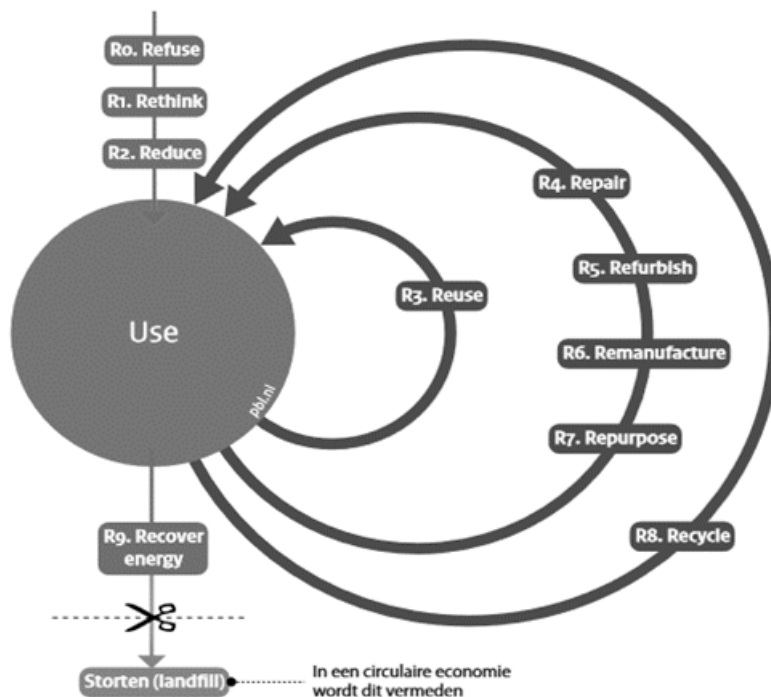 R0. Refuse
R1. Rethink
R2. Reduce
R4. Repair
R5. Refurbish
R3. Reuse
Use
R6. Remanufacture
pbl.nl
R7. Repurpose
R9. Recover
energy
R8. Recycle
Storten (landfill)
In een circulaire economie
wordt dit vermeden